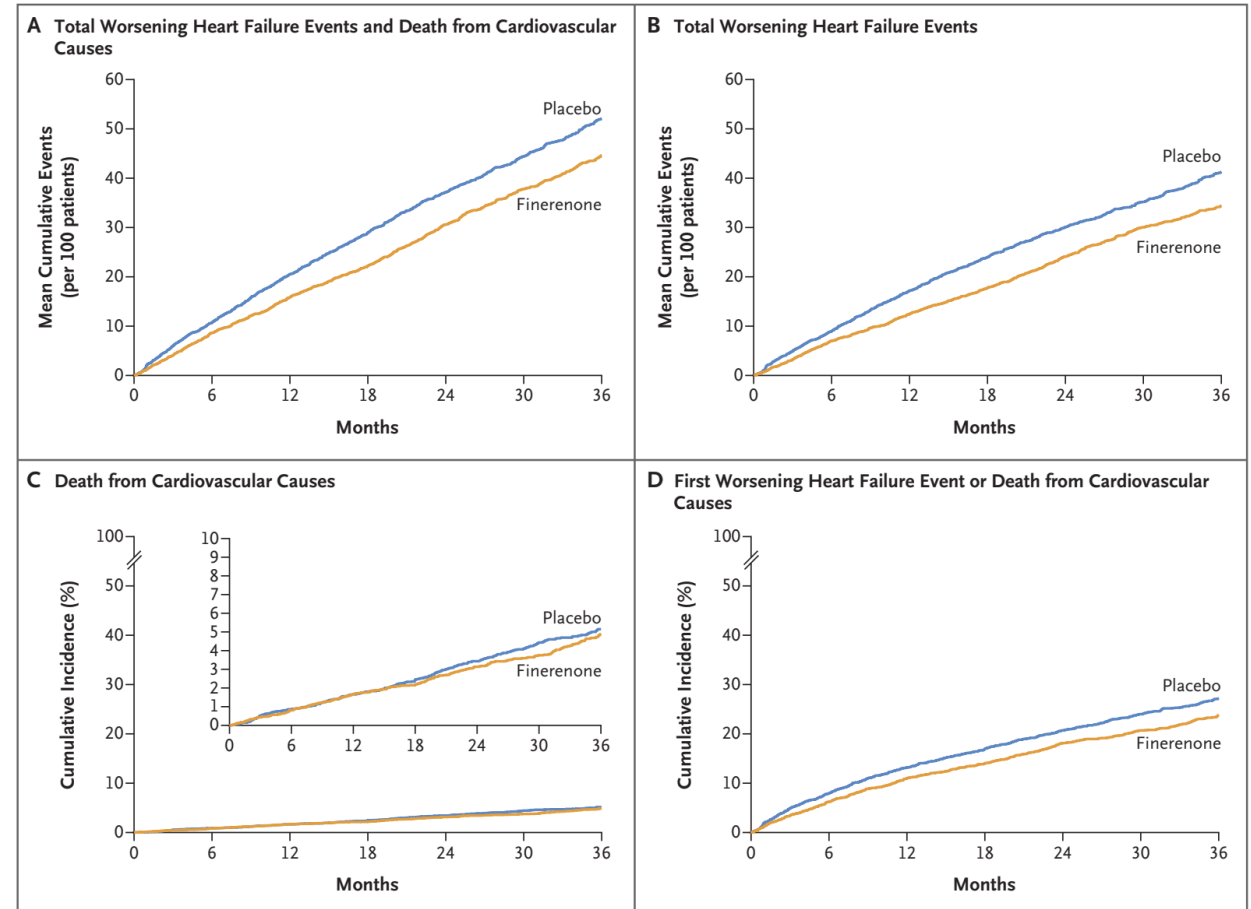 A Total Worsening Heart Failure Events and Death from Cardiovascular
Causes
Mean Cumulative Events
(per 100 patients)
60
50
40
30
20
10
0
Placebo
Finerenone
0 6 12 18 24 30 36
Months
B Total Worsening Heart Failure Events
Mean Cumulative Events
(per 100 patients)
60
50
40
30
20
10
0
Placebo
Finerenone
0 6 12 18 24 30 36
Months
C Death from Cardiovascular Causes
Cumulative Incidence (%)
100
50
40
30
20
10
0
10
9
8
7
6
5
4
3
2
1
0
Placebo
Finerenone
0 6 12 18 24 30 36
0 6 12 18 24 30 36
Months
D First Worsening Heart Failure Event or Death from Cardiovascular
Causes
Cumulative Incidence (%)
100
50
40
30
20
10
0
Placebo
Finerenone
0 6 12 18 24 30 36
Months